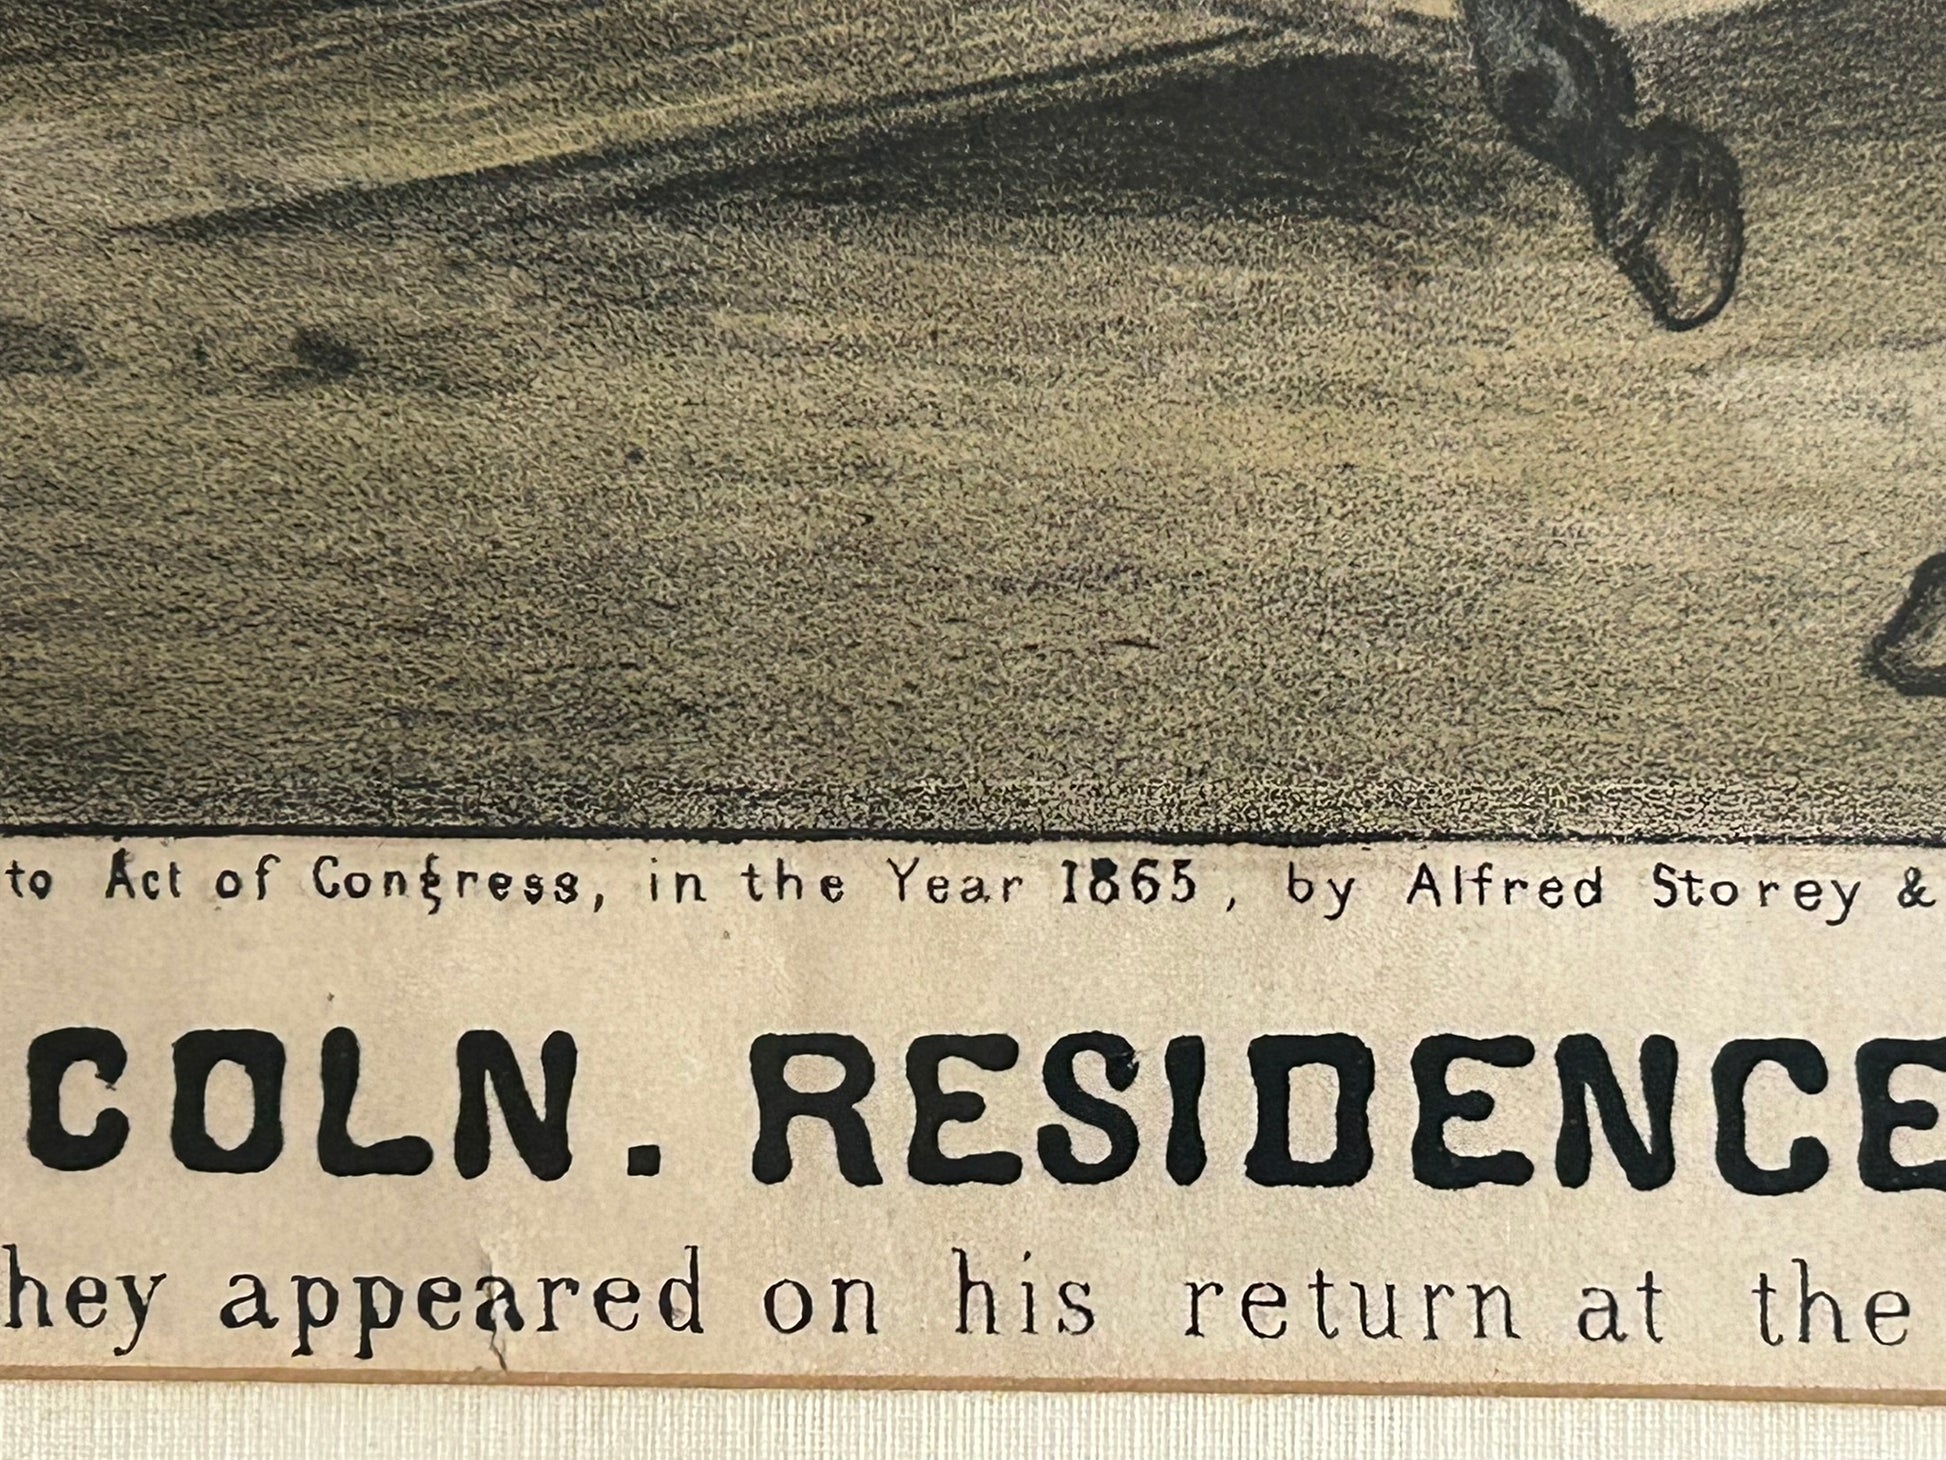 to Act of Congress, in the Year 1865, by Alfred Storey &
COLN. RESIDENCE
hey appeared on his return at the